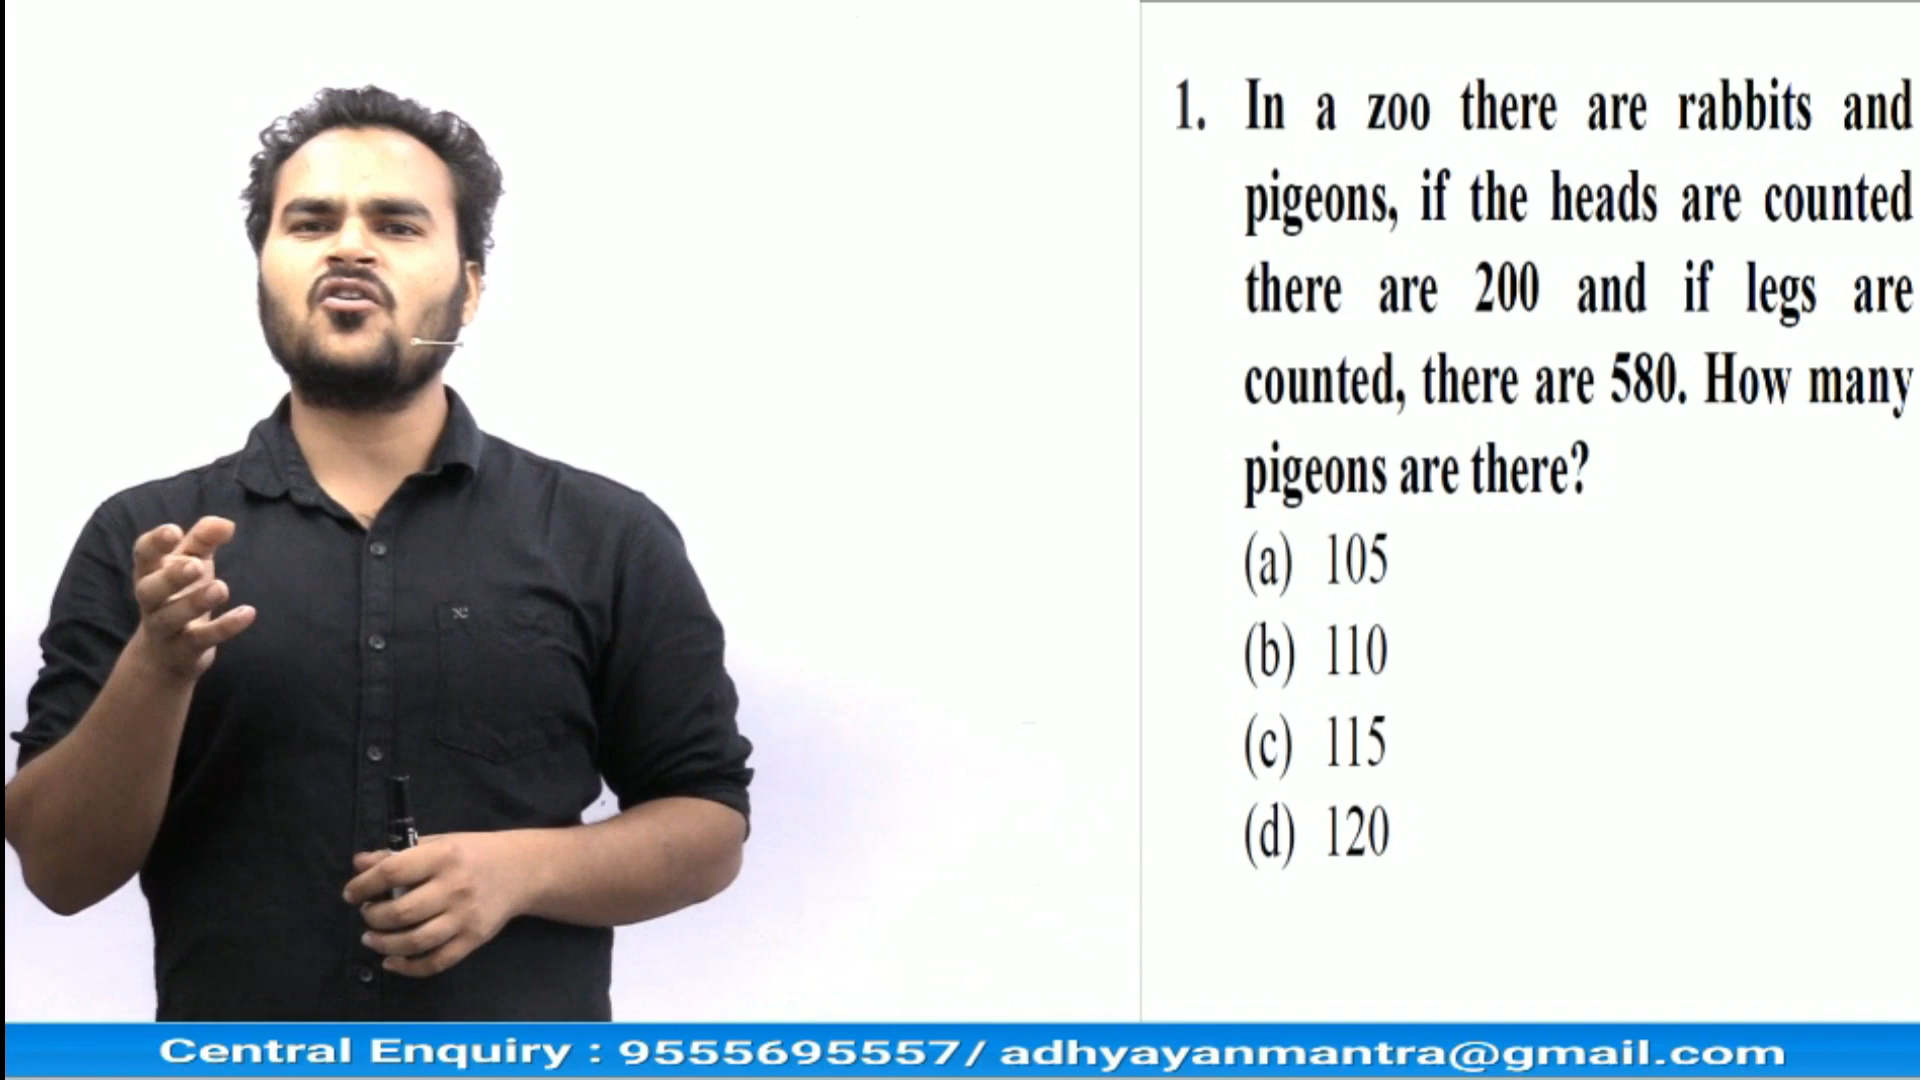 1. In a zoo there are rabbits and
pigeons, if the heads are counted
there are 200 and if legs are
counted, there are 580. How many
pigeons are there?
(a) 105
(b) 110
(c) 115
(d) 120
Central Enquiry : 9555695557/ adhyayanmantra@gmail.com